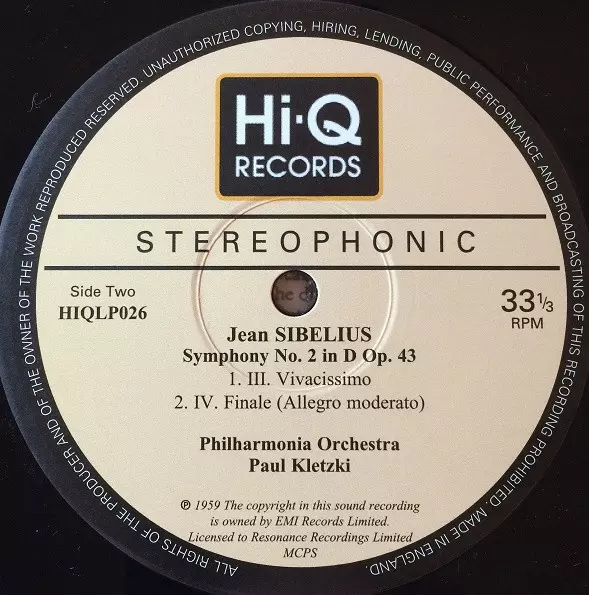 ALL RIGHTS OF THE PRODUCER AND OF THE OWNER OF THE WORK REPRODUCED RESERVED. UNAUTHORIZED COPYING, HIRING, LENDING, PUBLIC PERFORMANCE AND BROADCASTING OF THIS RECORDING PROHIBITED. MADE IN ENGLAND.
Hi-Q
RECORDS
STEREOPHONIC
Side Two
HIQLP026
33 1/3
RPM
Jean SIBELIUS
Symphony No. 2 in D Op. 43
1. III. Vivacissimo
2. IV. Finale (Allegro moderato)
Philharmonia Orchestra
Paul Kletzki
℗ 1959 The copyright in this sound recording
is owned by EMI Records Limited.
Licensed to Resonance Recordings Limited
MCPS